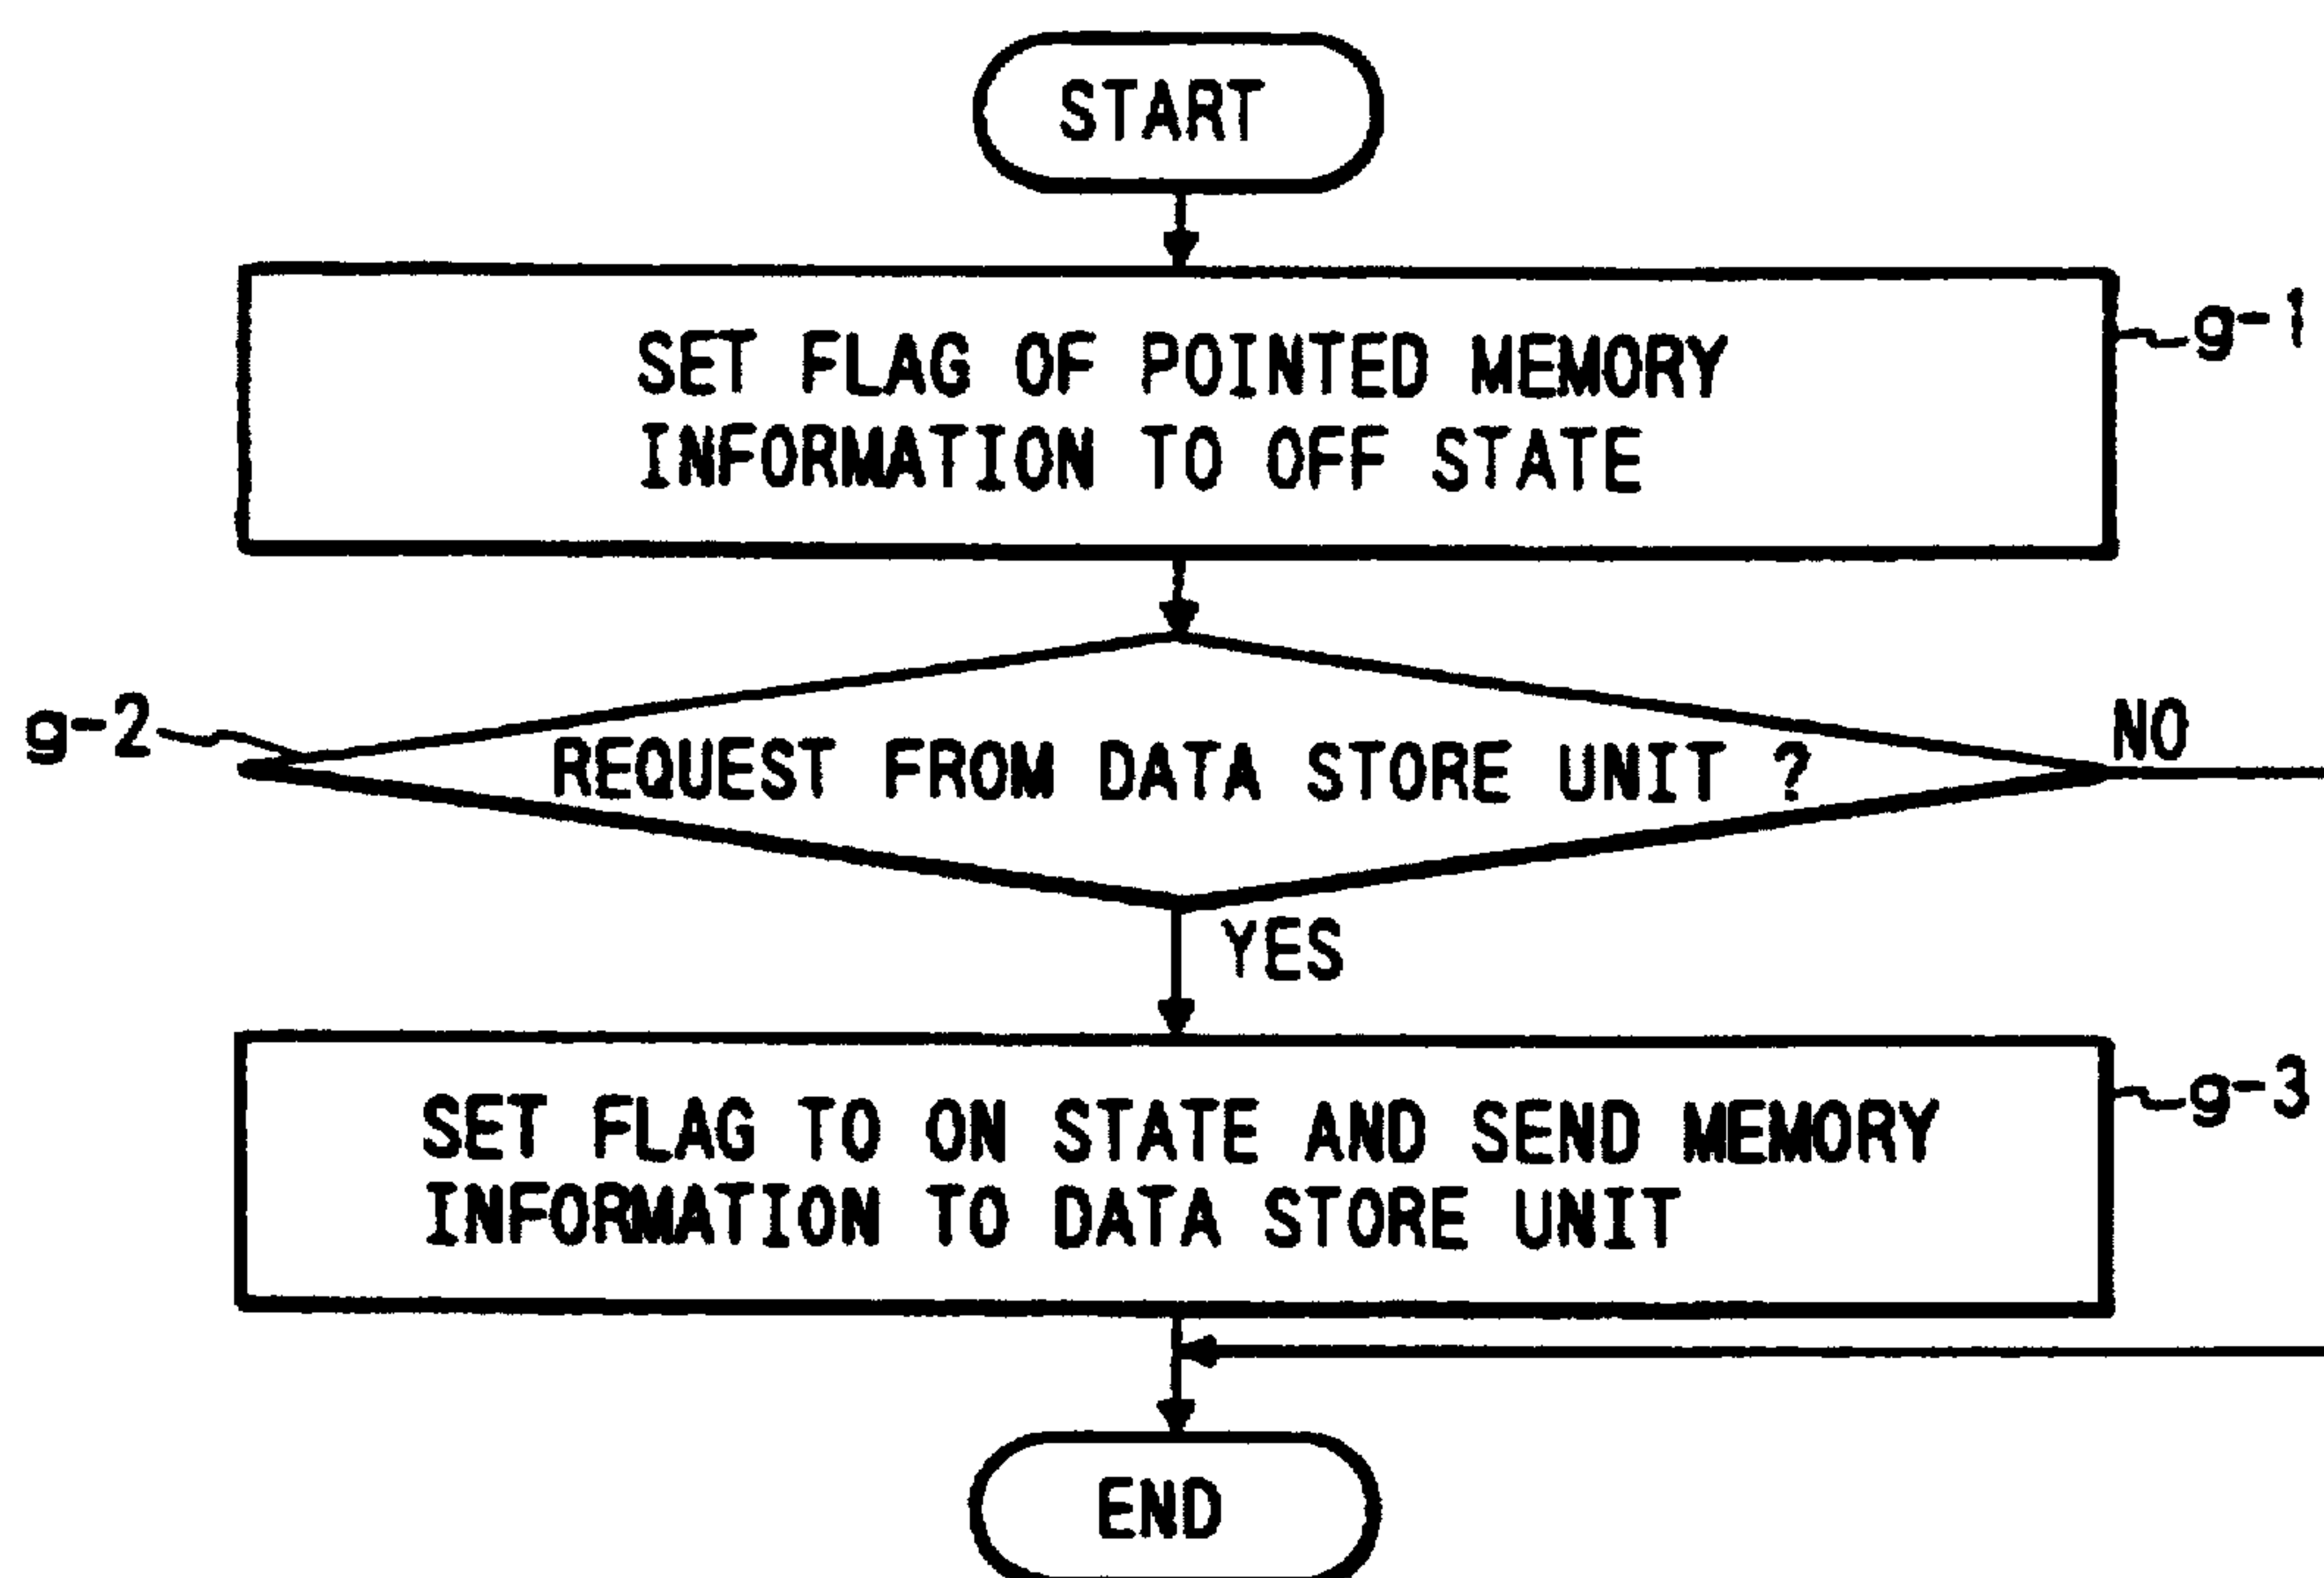 START
SET FLAG OF POINTED MEMORY
INFORMATION TO OFF STATE
g-1
g-2
REQUEST FROM DATA STORE UNIT ?
NO
YES
SET FLAG TO ON STATE AND SEND MEMORY
INFORMATION TO DATA STORE UNIT
g-3
END